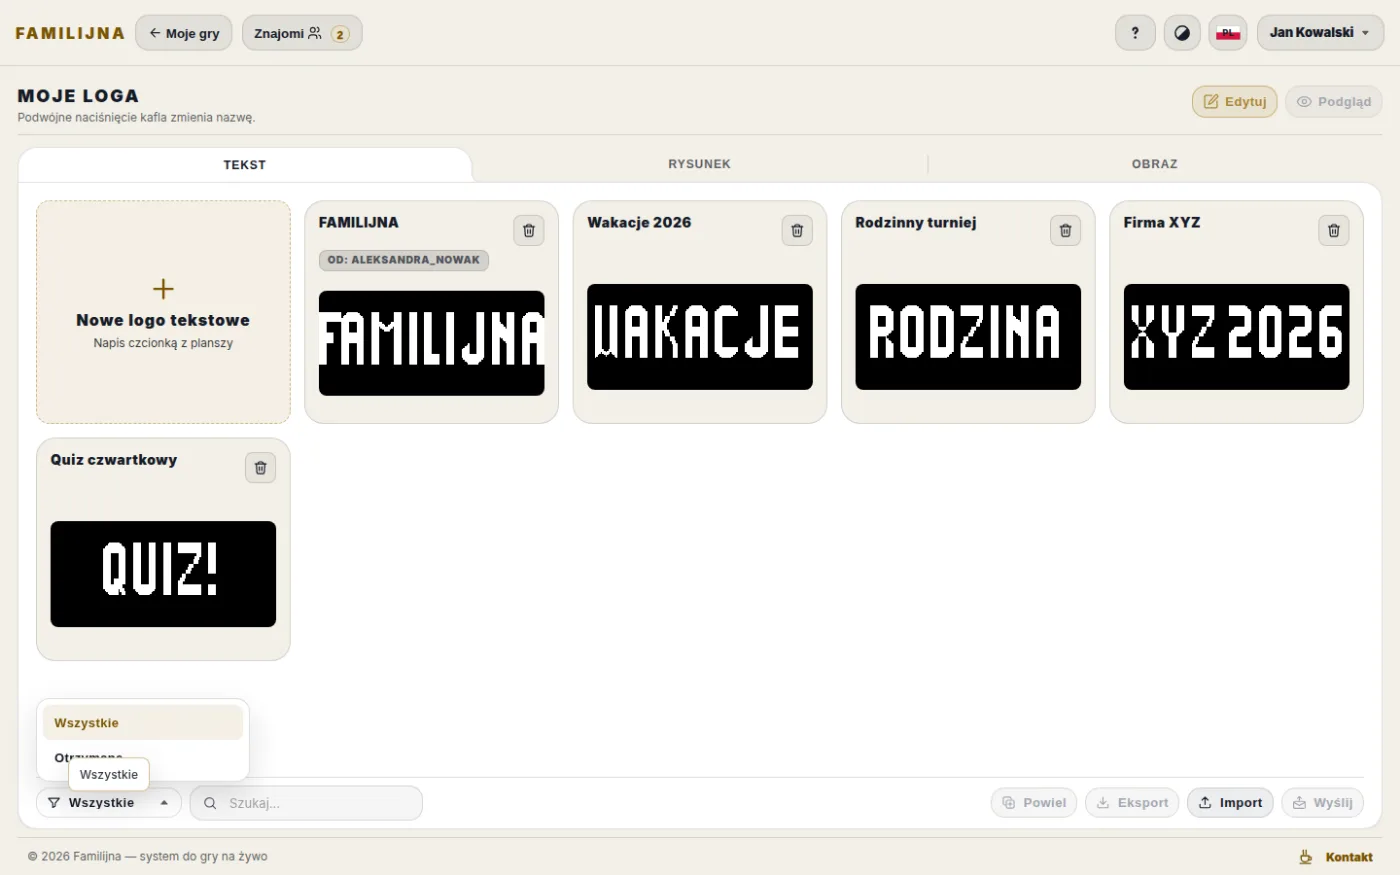 FAMILIJNA
← Moje gry
Znajomi 2
?
PL
Jan Kowalski
MOJE LOGA
Podwójne naciśnięcie kafla zmienia nazwę.
Edytuj
Podgląd
TEKST
RYSUNEK
OBRAZ
Nowe logo tekstowe
Napis czcionką z planszy
FAMILIJNA
OD: ALEKSANDRA_NOWAK
FAMILIJNA
Wakacje 2026
WAKACJE
Rodzinny turniej
RODZINA
Firma XYZ
XYZ 2026
Quiz czwartkowy
QUIZ!
Wszystkie
Wszystkie
Wszystkie
Szukaj...
Powiel
Eksport
Import
Wyślij
© 2026 Familijna — system do gry na żywo
Kontakt